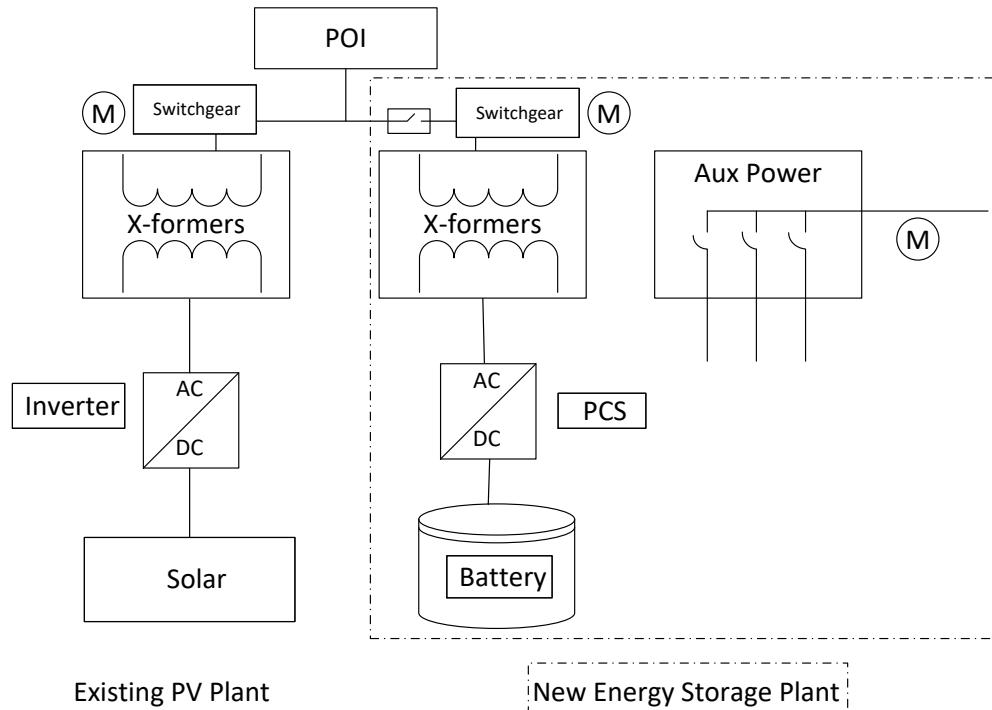 POI
M
Switchgear
Switchgear
M
X-formers
X-formers
Aux Power
M
Inverter
AC
DC
AC
DC
PCS
Solar
Battery
Existing PV Plant
New Energy Storage Plant